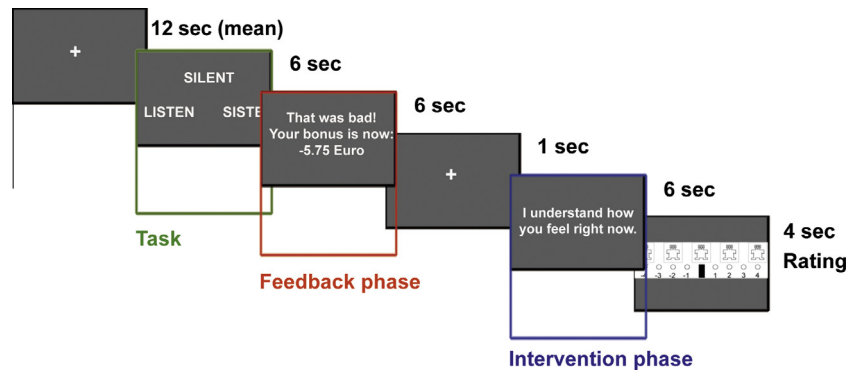 +
12 sec (mean)
SILENT
LISTEN
6 sec
Task
That was bad!
Your bonus is now:
-5.75 Euro
6 sec
Feedback phase
+
1 sec
I understand how
you feel right now.
6 sec
Intervention phase
-3 -2 -1 1 2 3 4
4 sec
Rating